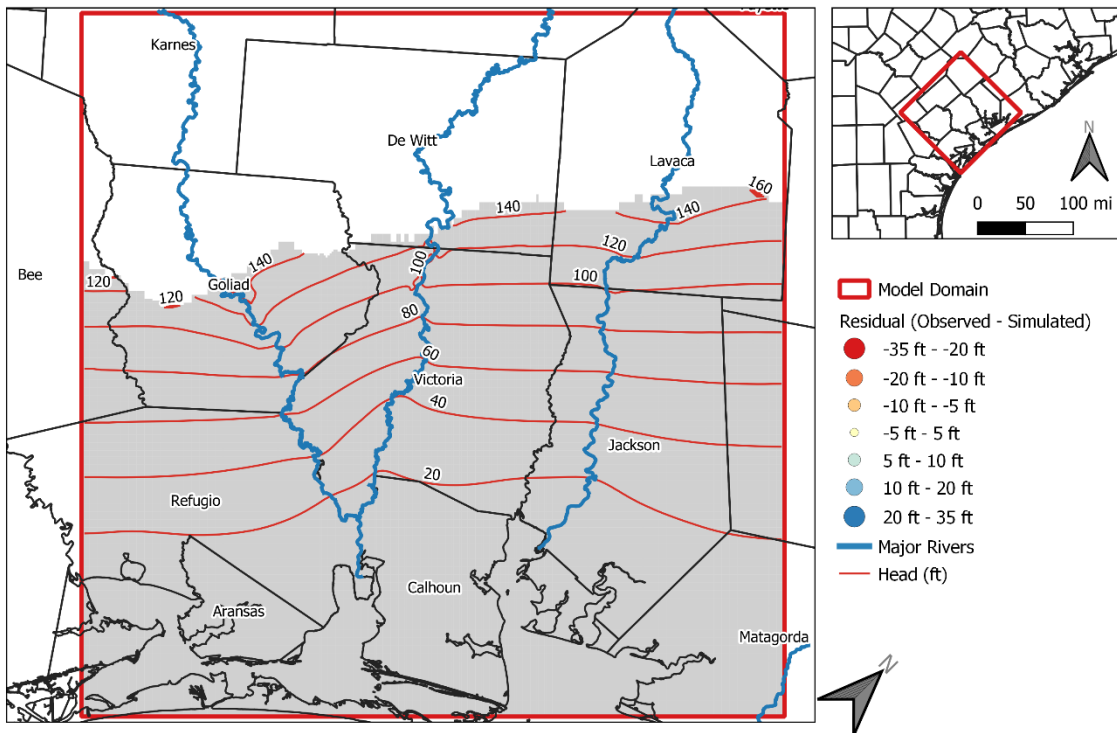 Karnes
De Witt
Lavaca
160
140
140
120
100
100
140
Bee
120
120
Goliad
80
60
Victoria
40
Jackson
20
Refugio
Calhoun
Aransas
Matagorda
N
N
0 50 100 mi
Model Domain
Residual (Observed - Simulated)
-35 ft - -20 ft
-20 ft - -10 ft
-10 ft - -5 ft
-5 ft - 5 ft
5 ft - 10 ft
10 ft - 20 ft
20 ft - 35 ft
Major Rivers
Head (ft)